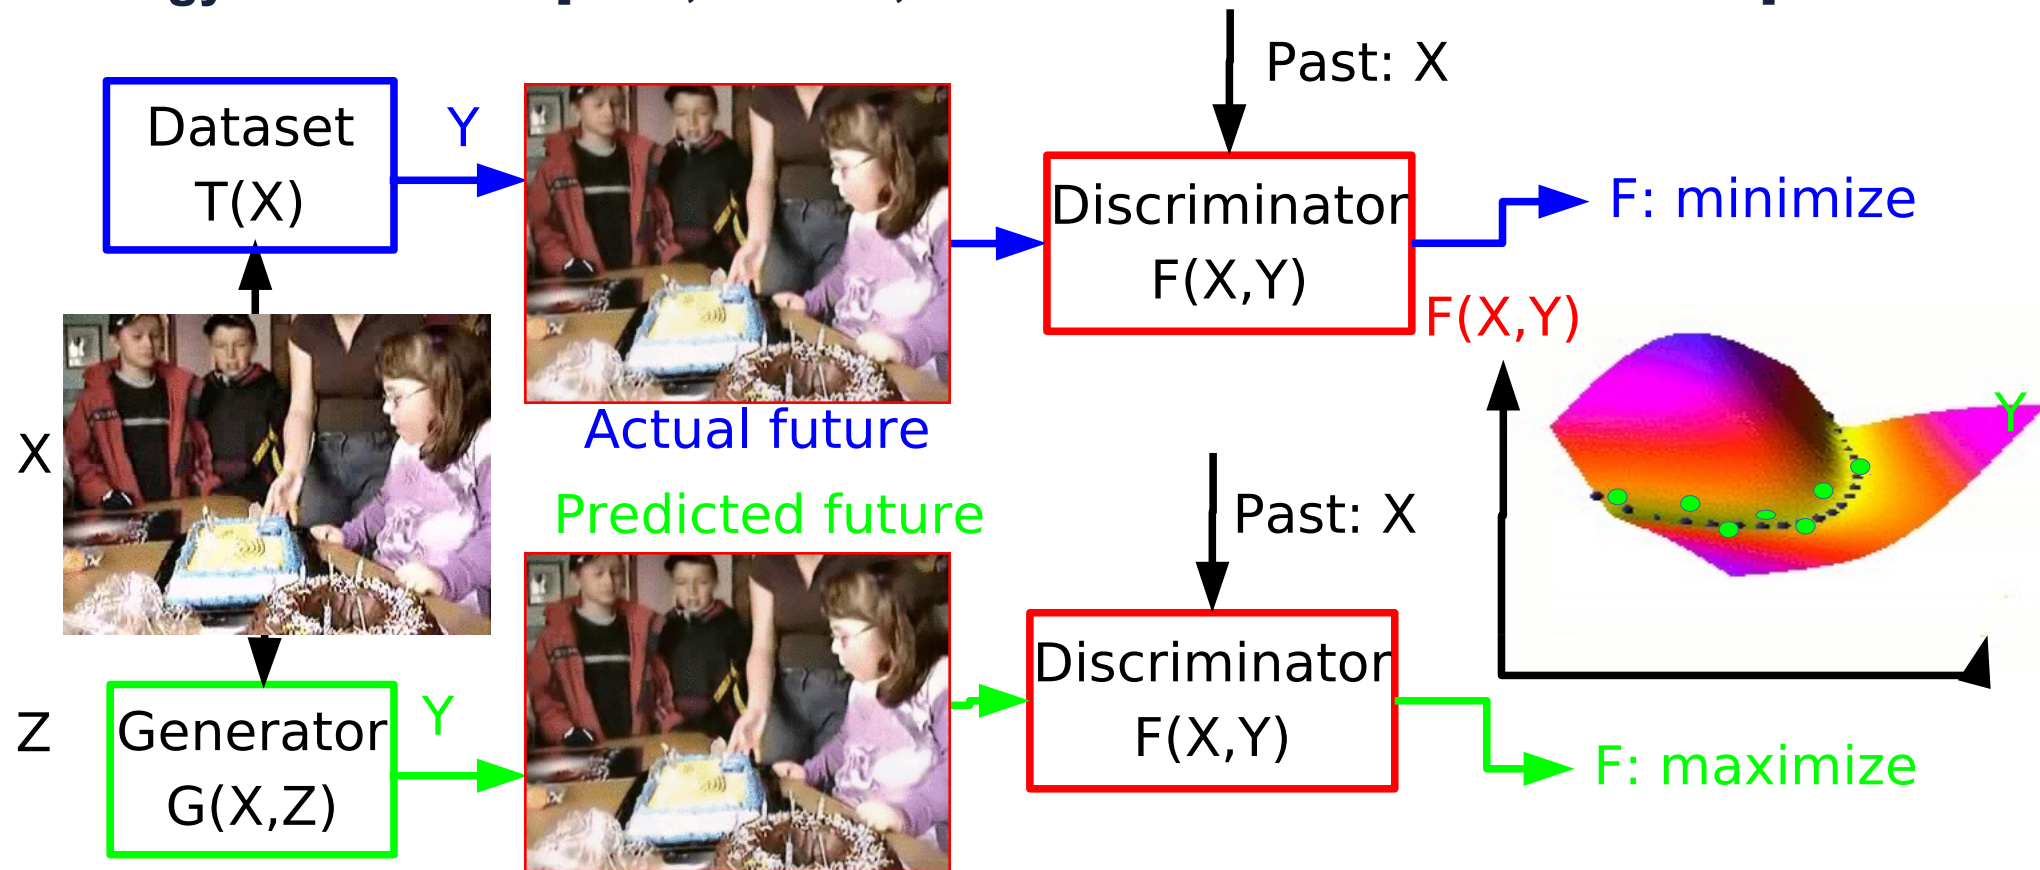 Past: X
Dataset
T(X)
Y
Discriminator
F(X,Y)
F: minimize
F(X,Y)
Y
X
Actual future
Predicted future
Past: X
Z
Generator
G(X,Z)
Y
Discriminator
F(X,Y)
F: maximize